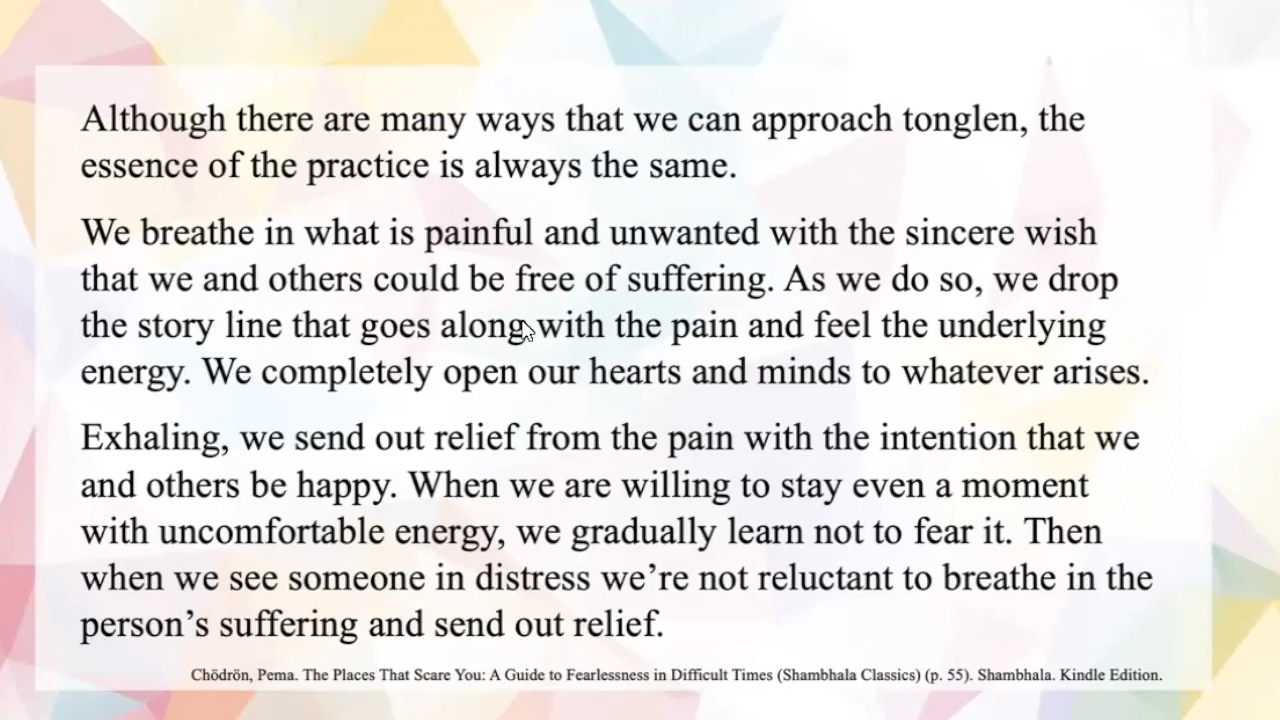 Although there are many ways that we can approach tonglen, the
essence of the practice is always the same.
We breathe in what is painful and unwanted with the sincere wish
that we and others could be free of suffering. As we do so, we drop
the story line that goes along with the pain and feel the underlying
energy. We completely open our hearts and minds to whatever arises.
Exhaling, we send out relief from the pain with the intention that we
and others be happy. When we are willing to stay even a moment
with uncomfortable energy, we gradually learn not to fear it. Then
when we see someone in distress we’re not reluctant to breathe in the
person’s suffering and send out relief.
Chödrön, Pema. The Places That Scare You: A Guide to Fearlessness in Difficult Times (Shambhala Classics) (p. 55). Shambhala. Kindle Edition.